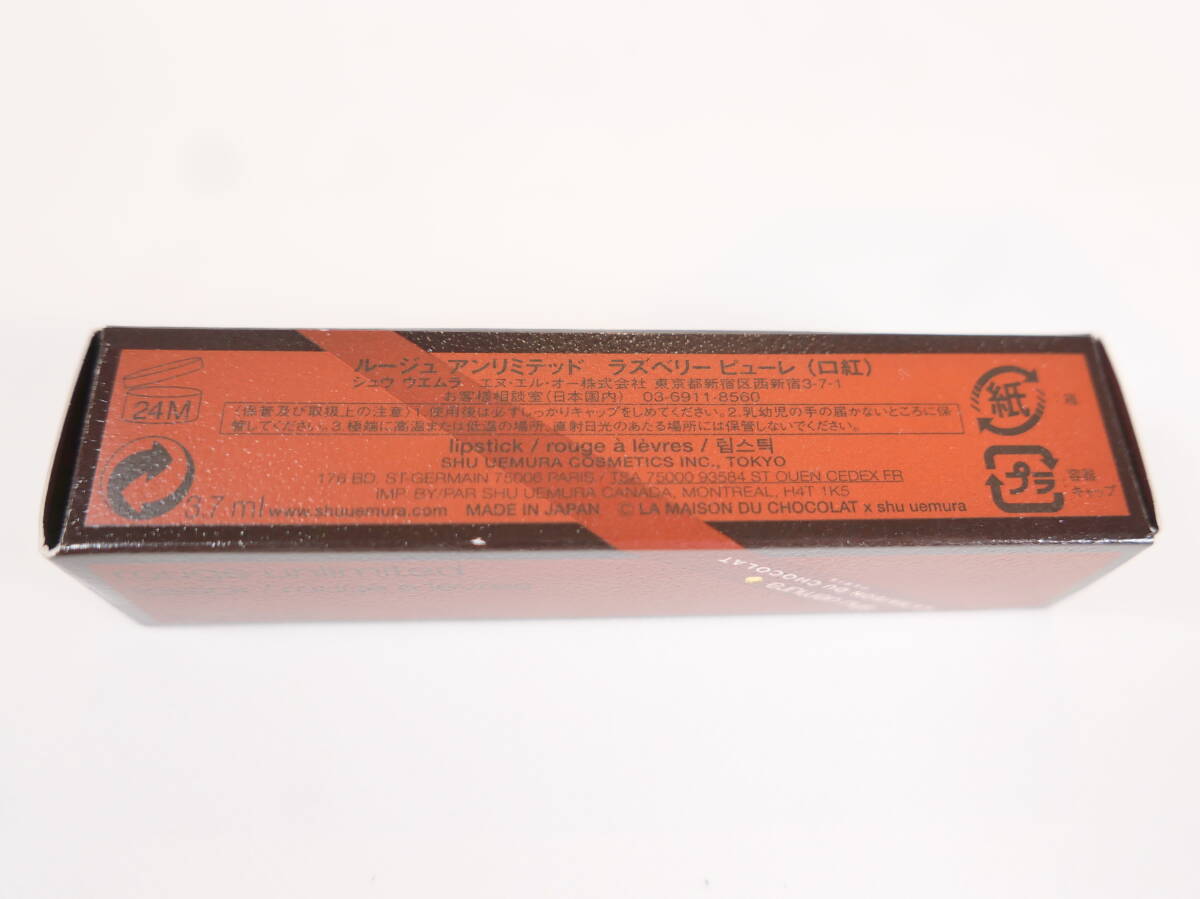 ルージュ アンリミテッド　ラズベリー ピューレ（口紅）
シュウ ウエムラ　エヌ・エル・オー株式会社 東京都新宿区西新宿3-7-1
お客様相談室（日本国内）　03-6911-8560
〈保管及び取扱上の注意〉1.使用後は必ずしっかりキャップをしめてください。2.乳幼児の手の届かないところに保
管してください。3.極端に高温または低温の場所、直射日光のあたる場所には保管しないでください。
lipstick / rouge à lèvres / 립스틱
SHU UEMURA COSMETICS INC., TOKYO
176 BD. ST-GERMAIN 75006 PARIS / TSA 75000 93584 ST OUEN CEDEX FR
IMP. BY/PAR SHU UEMURA CANADA, MONTREAL, H4T 1K5
3.7 ml www.shuuemura.com MADE IN JAPAN © LA MAISON DU CHOCOLAT x shu uemura
24M
紙
箱
プラ
容器
キャップ
rouge unlimited
shu uemura
LA MAISON DU CHOCOLAT
PARIS